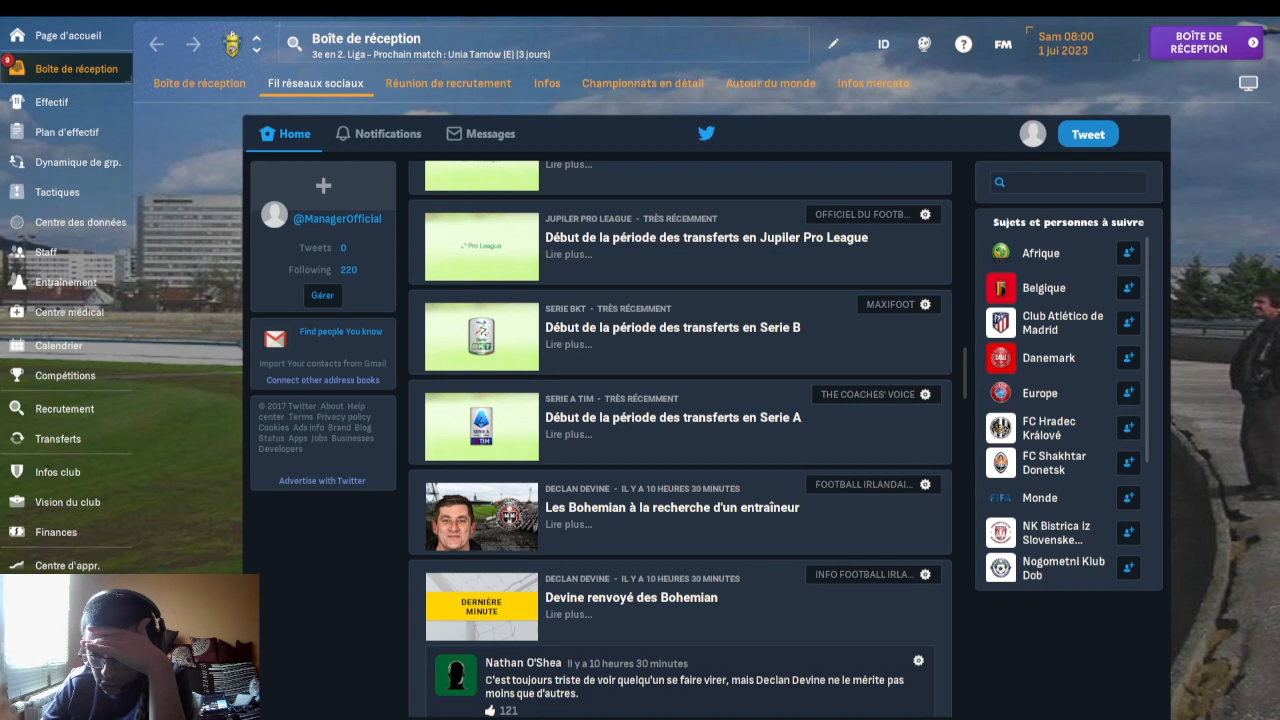 Page d'accueil
9
Boîte de réception
Effectif
Plan d'effectif
Dynamique de grp.
Tactiques
Centre des données
Staff
Entraînement
Centre médical
Calendrier
Compétitions
Recrutement
Transferts
Infos club
Vision du club
Finances
Centre d'appr.
Boîte de réception
3e en 2. Liga - Prochain match : Unia Tarnów (E) (3 jours)
ID
?
FM
Sam 08:00
1 jui 2023
BOÎTE DE
RÉCEPTION
Boîte de réception
Fil réseaux sociaux
Réunion de recrutement
Infos
Championnats en détail
Autour du monde
Infos mercato
Home
Notifications
Messages
Tweet
@ManagerOfficial
Tweets 0
Following 220
Gérer
Find people You know
Import Your contacts from Gmail
Connect other address books
© 2017 Twitter About Help
center Terms Privacy policy
Cookies Ads info Brand Blog
Status Apps Jobs Businesses
Developers
Advertise with Twitter
Lire plus...
JUPILER PRO LEAGUE - TRÈS RÉCEMMENT
OFFICIEL DU FOOTB...
Pro League
Début de la période des transferts en Jupiler Pro League
Lire plus...
SERIE BKT - TRÈS RÉCEMMENT
MAXIFOOT
Début de la période des transferts en Serie B
Lire plus...
SERIE A TIM - TRÈS RÉCEMMENT
THE COACHES' VOICE
Début de la période des transferts en Serie A
Lire plus...
DECLAN DEVINE - IL Y A 10 HEURES 30 MINUTES
FOOTBALL IRLANDAI...
Les Bohemian à la recherche d'un entraîneur
Lire plus...
DECLAN DEVINE - IL Y A 10 HEURES 30 MINUTES
INFO FOOTBALL IRLA...
DERNIÈRE
MINUTE
Devine renvoyé des Bohemian
Lire plus...
Nathan O'Shea Il y a 10 heures 30 minutes
C'est toujours triste de voir quelqu'un se faire virer, mais Declan Devine ne le mérite pas
moins que d'autres.
121
Sujets et personnes à suivre
Afrique
Belgique
Club Atlético de
Madrid
Danemark
Europe
FC Hradec
Králové
FC Shakhtar
Donetsk
FIFA
Monde
NK Bistrica iz
Slovenske...
Nogometni Klub
Dob